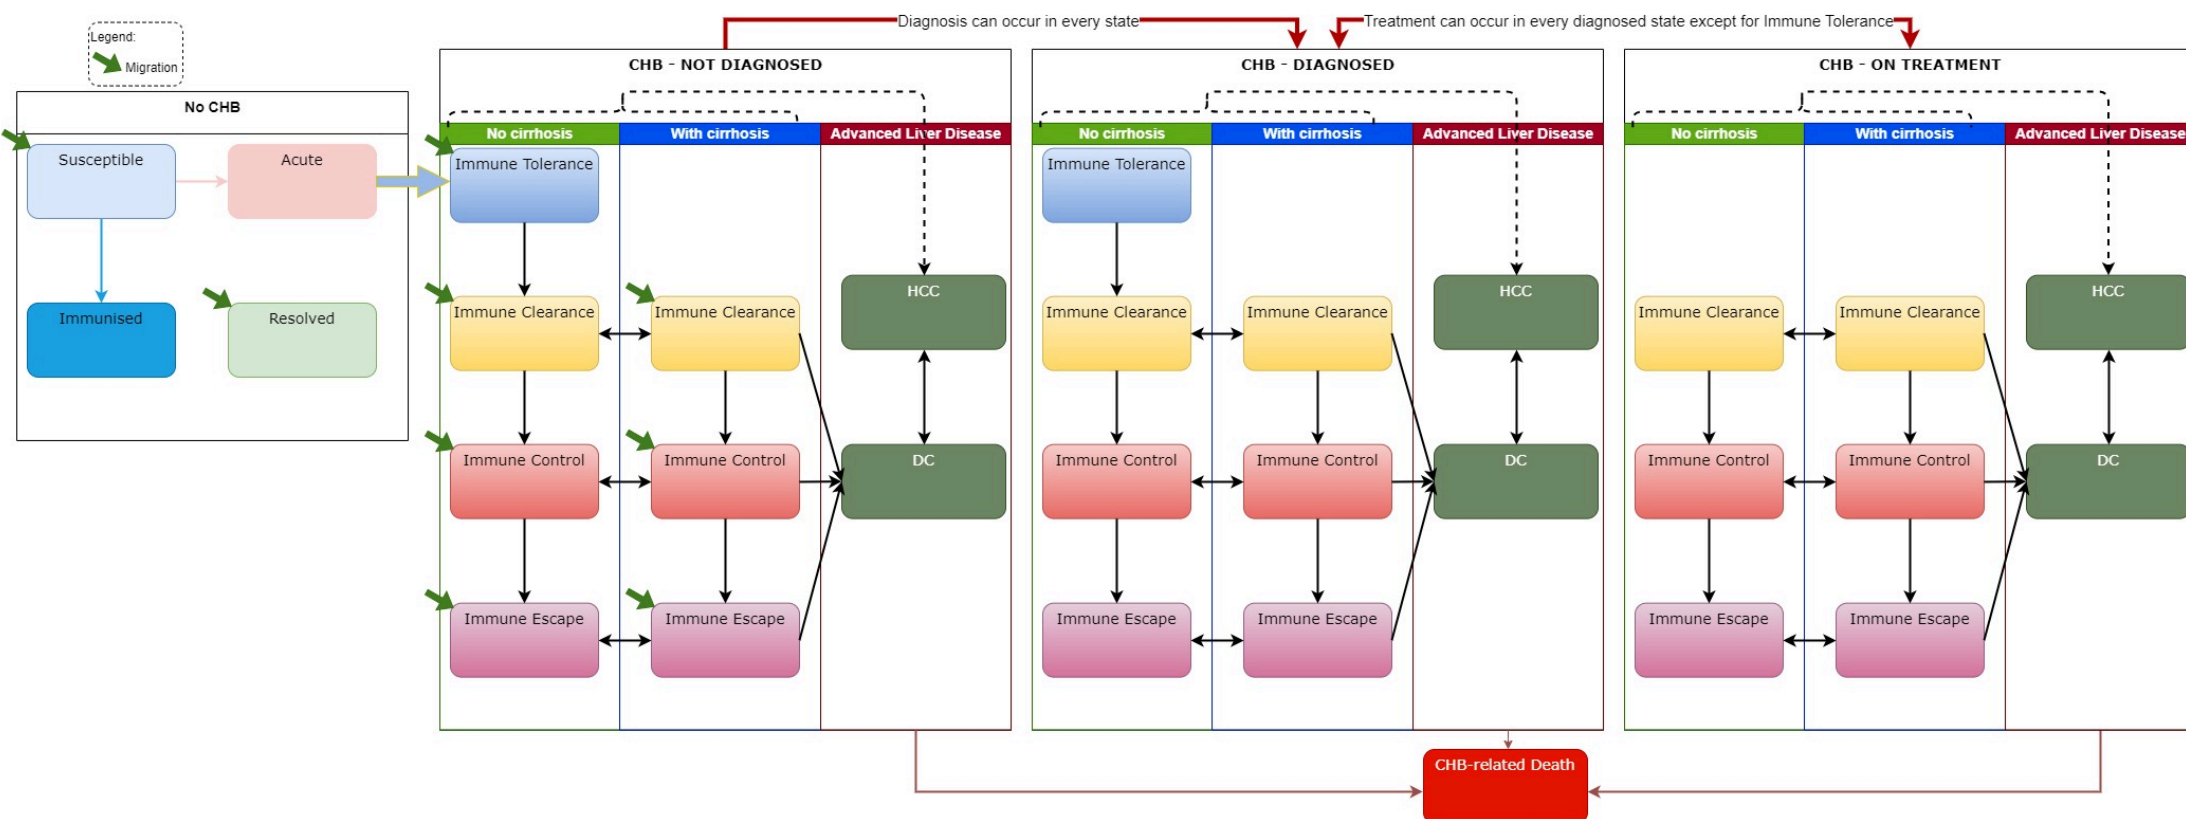 Diagnosis can occur in every state
Treatment can occur in every diagnosed state except for Immune Tolerance
Legend:
Migration
No CHB
Susceptible
Acute
Immunised
Resolved
CHB - NOT DIAGNOSED
No cirrhosis
With cirrhosis
Advanced Liver Disease
Immune Tolerance
Immune Clearance
Immune Clearance
HCC
Immune Control
Immune Control
DC
Immune Escape
Immune Escape
CHB - DIAGNOSED
No cirrhosis
With cirrhosis
Advanced Liver Disease
Immune Tolerance
Immune Clearance
Immune Clearance
HCC
Immune Control
Immune Control
DC
Immune Escape
Immune Escape
CHB - ON TREATMENT
No cirrhosis
With cirrhosis
Advanced Liver Disease
Immune Clearance
Immune Clearance
HCC
Immune Control
Immune Control
DC
Immune Escape
Immune Escape
CHB-related Death